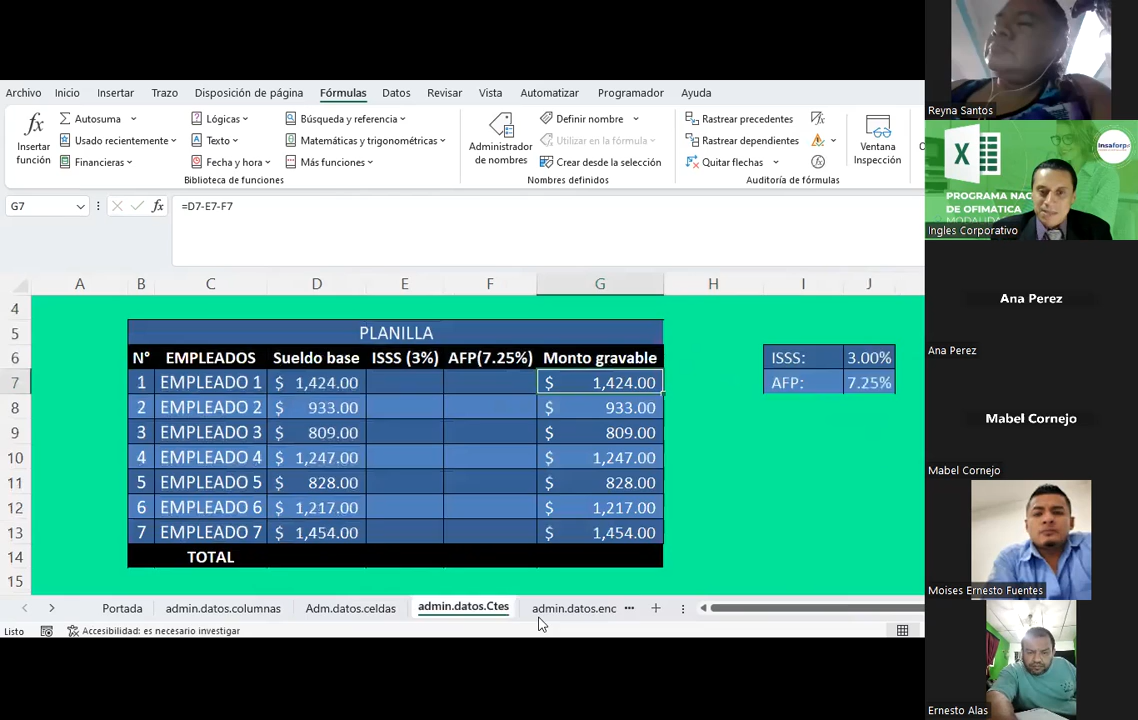 Archivo Inicio Insertar Trazo Disposición de página Fórmulas Datos Revisar Vista Automatizar Programador Ayuda
Insertar función
Autosuma
Usado recientemente
Financieras
Lógicas
Texto
Fecha y hora
Búsqueda y referencia
Matemáticas y trigonométricas
Más funciones
Biblioteca de funciones
Administrador de nombres
Definir nombre
Utilizar en la fórmula
Crear desde la selección
Nombres definidos
Rastrear precedentes
Rastrear dependientes
Quitar flechas
Auditoría de fórmulas
Ventana Inspección
G7 fx =D7-E7-F7
A B C D E F G H I J
4
5 PLANILLA
6 N° EMPLEADOS Sueldo base ISSS (3%) AFP(7.25%) Monto gravable ISSS: 3.00%
7 1 EMPLEADO 1 $ 1,424.00 $ 1,424.00 AFP: 7.25%
8 2 EMPLEADO 2 $ 933.00 $ 933.00
9 3 EMPLEADO 3 $ 809.00 $ 809.00
10 4 EMPLEADO 4 $ 1,247.00 $ 1,247.00
11 5 EMPLEADO 5 $ 828.00 $ 828.00
12 6 EMPLEADO 6 $ 1,217.00 $ 1,217.00
13 7 EMPLEADO 7 $ 1,454.00 $ 1,454.00
14 TOTAL
15
Portada admin.datos.columnas Adm.datos.celdas admin.datos.Ctes admin.datos.enc
Listo Accesibilidad: es necesario investigar
Reyna Santos
X
insaforp
PROGRAMA NAC
DE OFIMÁTICA
Ingles Corporativo
Ana Perez
Ana Perez
Mabel Cornejo
Mabel Cornejo
Moises Ernesto Fuentes
Ernesto Alas